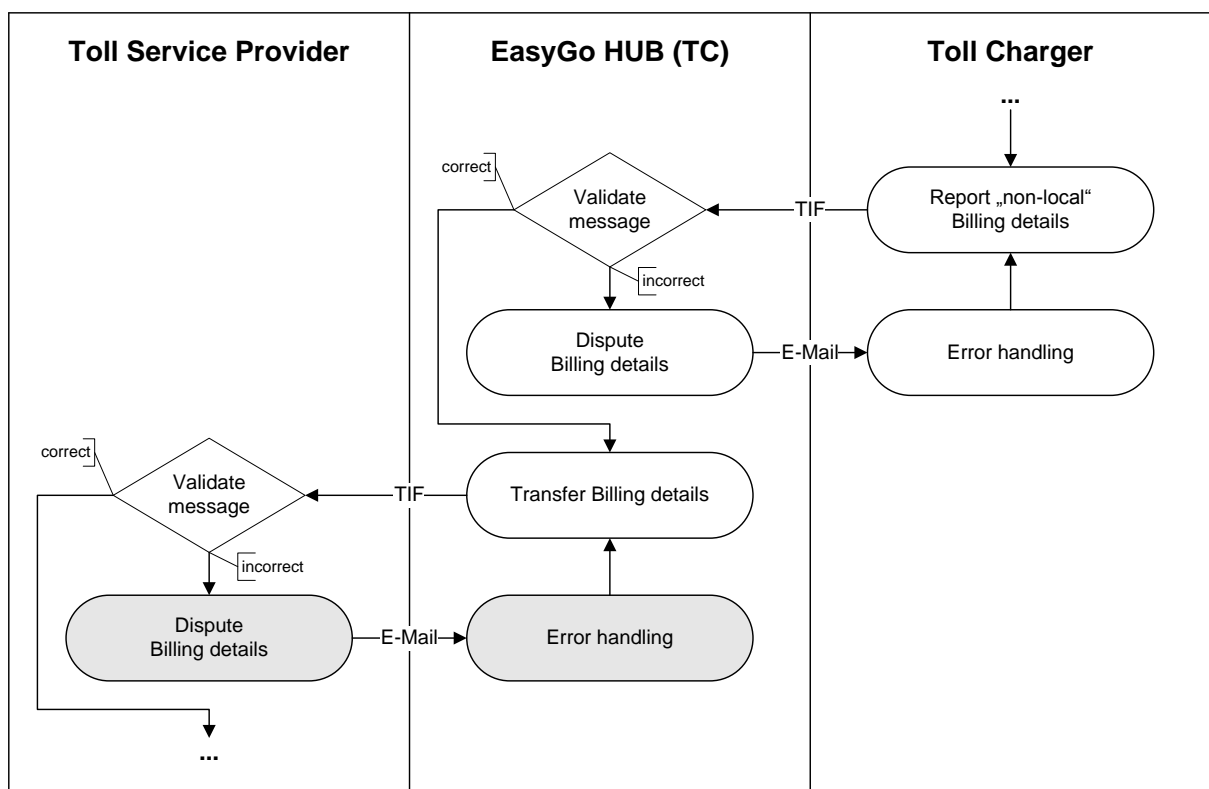 Toll Service Provider
EasyGo HUB (TC)
Toll Charger
...
correct
Validate
message
TIF
Report „non-local“
Billing details
incorrect
Dispute
Billing details
E-Mail
Error handling
correct
Validate
message
TIF
Transfer Billing details
incorrect
Dispute
Billing details
E-Mail
Error handling
...